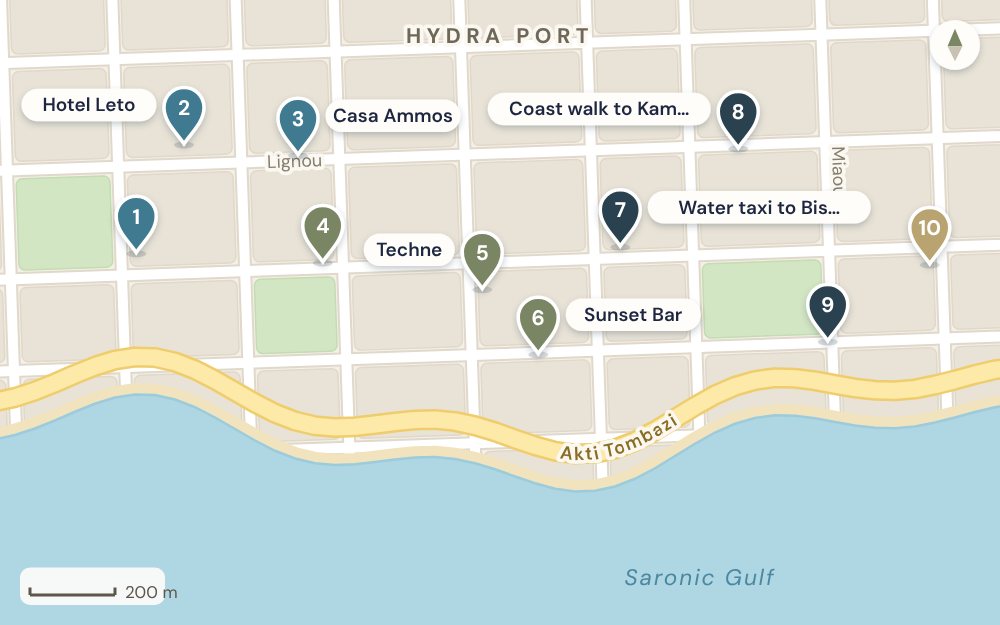 HYDRA PORT
Hotel Leto
2
3
Casa Ammos
Coast walk to Kam...
8
Lignou
Miaou
1
4
7
Water taxi to Bis...
10
Techne
5
6
Sunset Bar
9
Akti Tombazi
Saronic Gulf
200 m